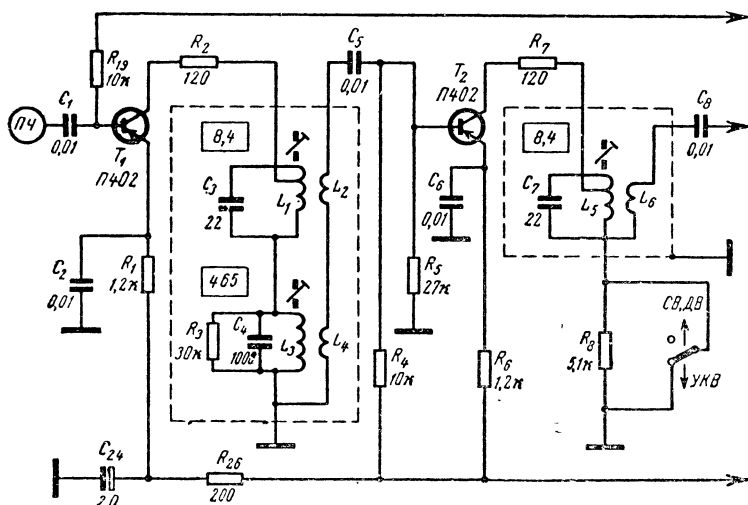 R19
10к
C1
0,01
ПЧ
T1
П402
R2
120
C5
0,01
T2
П402
R7
120
C8
0,01
8,4
8,4
C3
22
L1
L2
C6
0,01
C7
22
L5
L6
C2
0,01
R1
1,2к
465
R3
30к
C4
1000
L3
L4
R5
27к
R4
10к
R6
1,2к
R8
5,1к
СВ,ДВ
УКВ
C24
2,0
R26
200